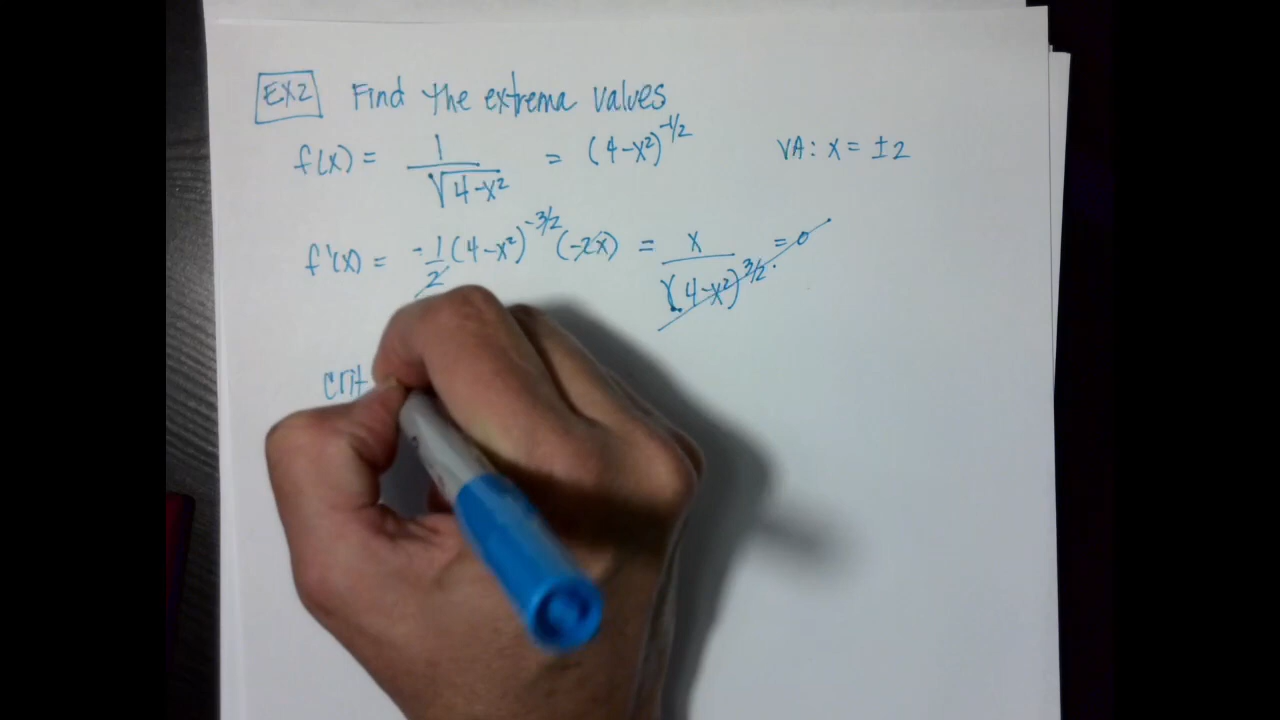 EX2 Find the extrema values
f(x) = 1/√(4-x²) = (4-x²)^-1/2 VA: x = ±2
f'(x) = -1/2 (4-x²)^-3/2 (-2x) = x/(4-x²)^3/2 = 0
crit